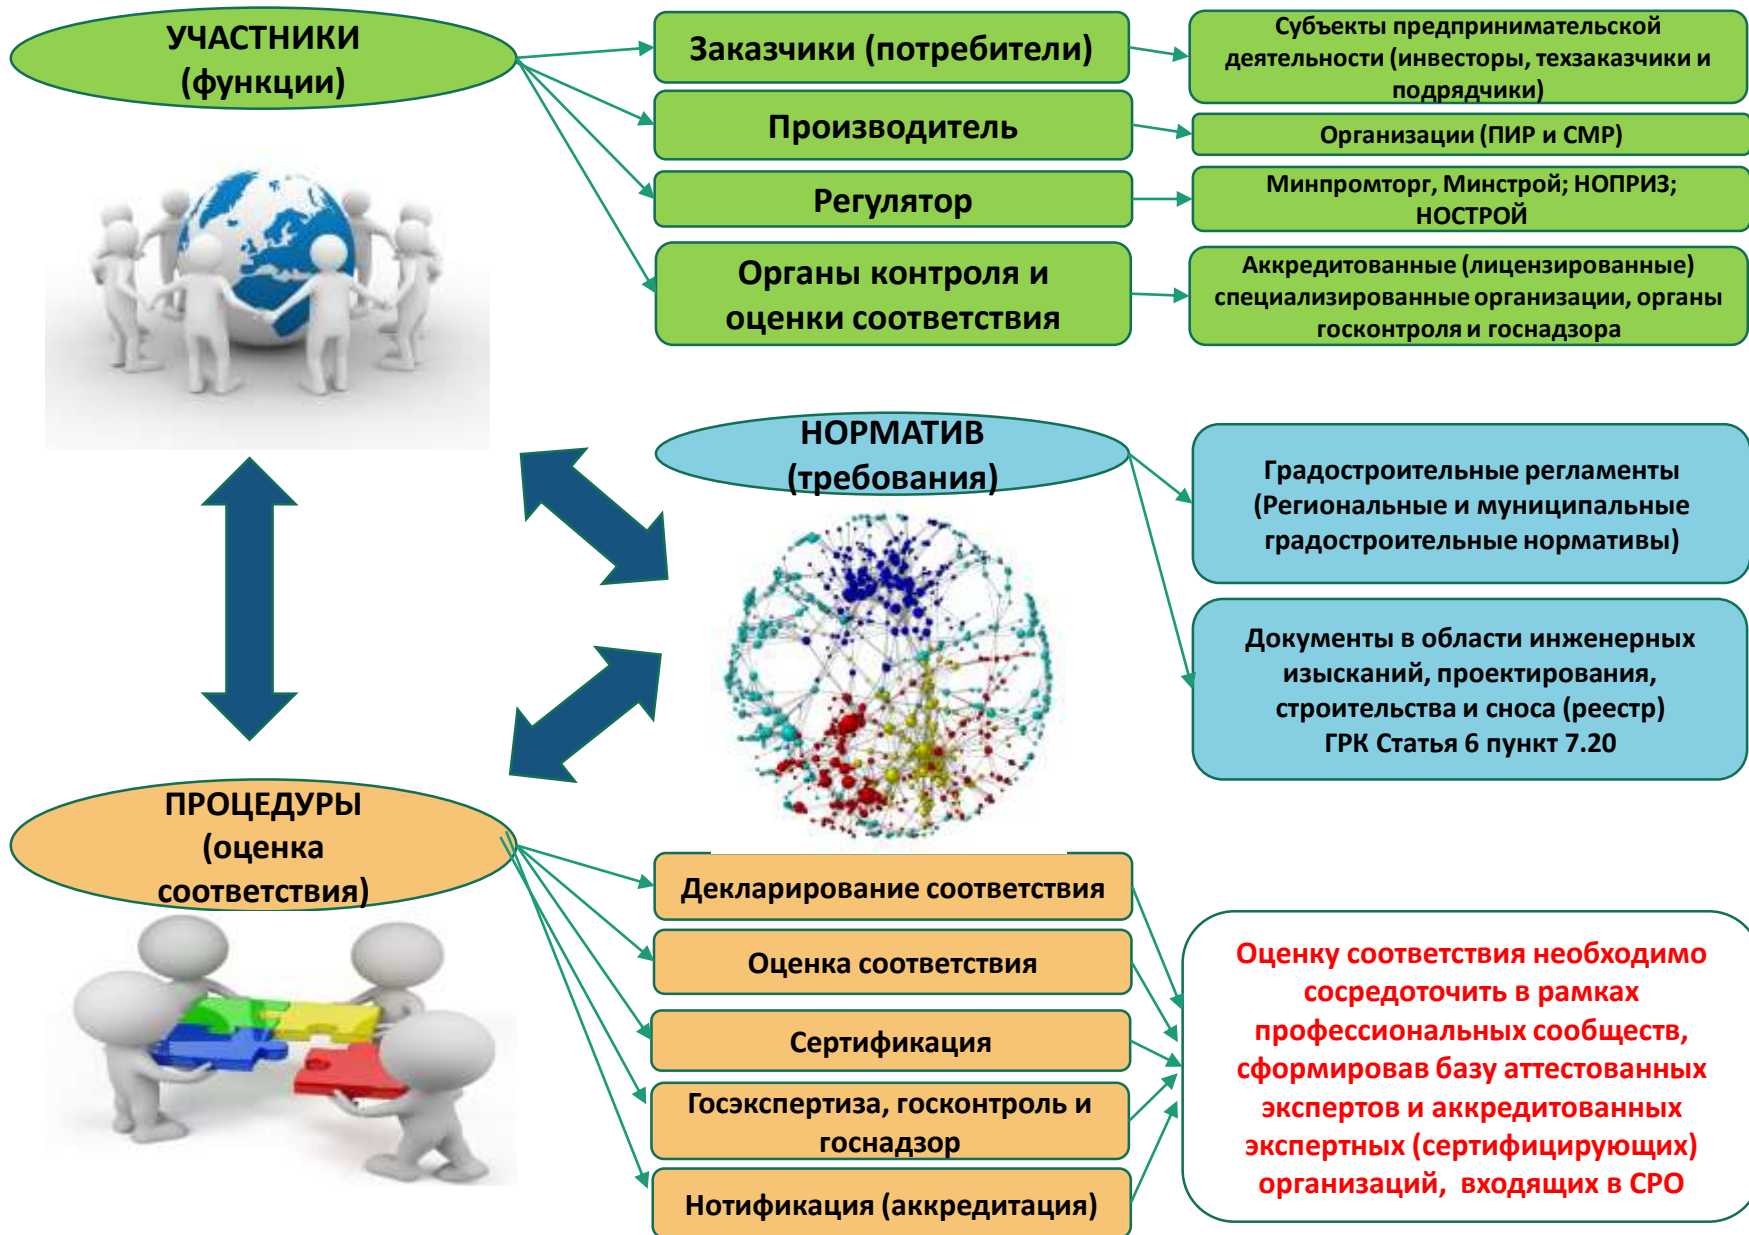 УЧАСТНИКИ
(функции)
Заказчики (потребители)
Субъекты предпринимательской
деятельности (инвесторы, техзаказчики и
подрядчики)
Производитель
Организации (ПИР и СМР)
Регулятор
Минпромторг, Минстрой; НОПРИЗ;
НОСТРОЙ
Органы контроля и
оценки соответствия
Аккредитованные (лицензированные)
специализированные организации, органы
госконтроля и госнадзора
НОРМАТИВ
(требования)
Градостроительные регламенты
(Региональные и муниципальные
градостроительные нормативы)
Документы в области инженерных
изысканий, проектирования,
строительства и сноса (реестр)
ГРК Статья 6 пункт 7.20
ПРОЦЕДУРЫ
(оценка
соответствия)
Декларирование соответствия
Оценка соответствия
Сертификация
Госэкспертиза, госконтроль и
госнадзор
Нотификация (аккредитация)
Оценку соответствия необходимо
сосредоточить в рамках
профессиональных сообществ,
сформировав базу аттестованных
экспертов и аккредитованных
экспертных (сертифицирующих)
организаций, входящих в СРО